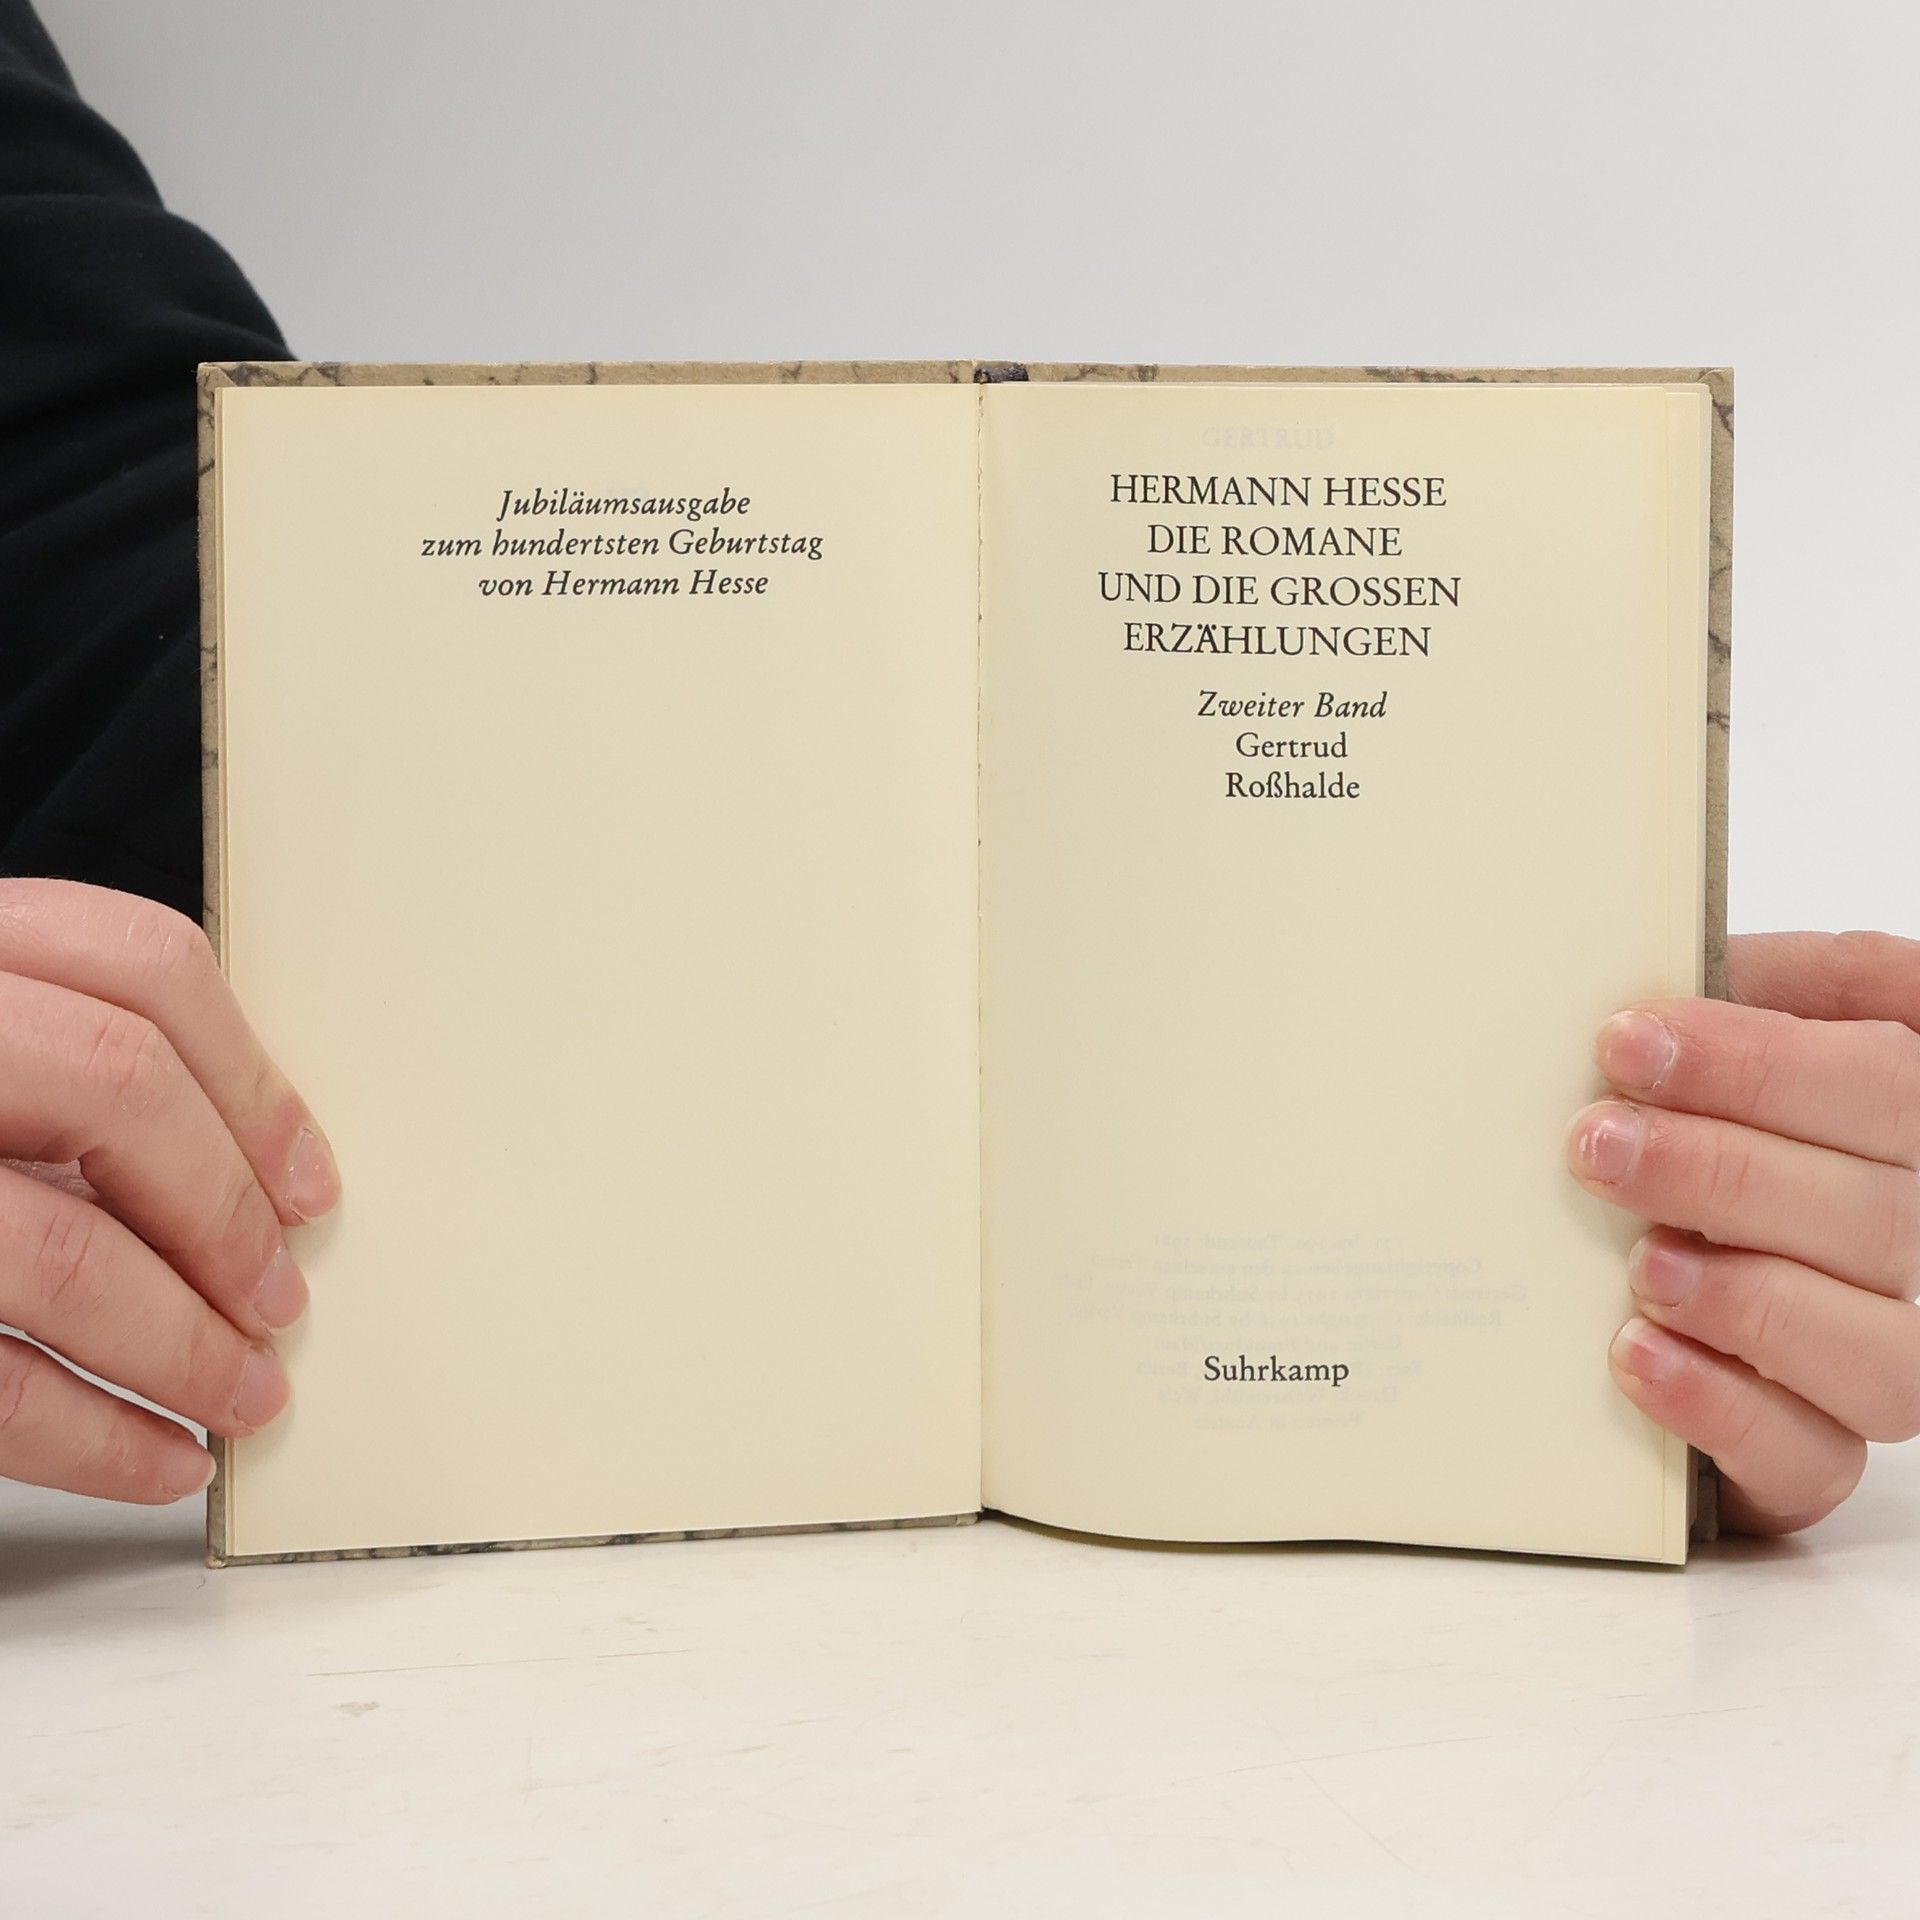 Jubiläumsausgabe
zum hundertsten Geburtstag
von Hermann Hesse
GERTRUD
HERMANN HESSE
DIE ROMANE
UND DIE GROSSEN
ERZÄHLUNGEN
Zweiter Band
Gertrud
Roßhalde
Suhrkamp